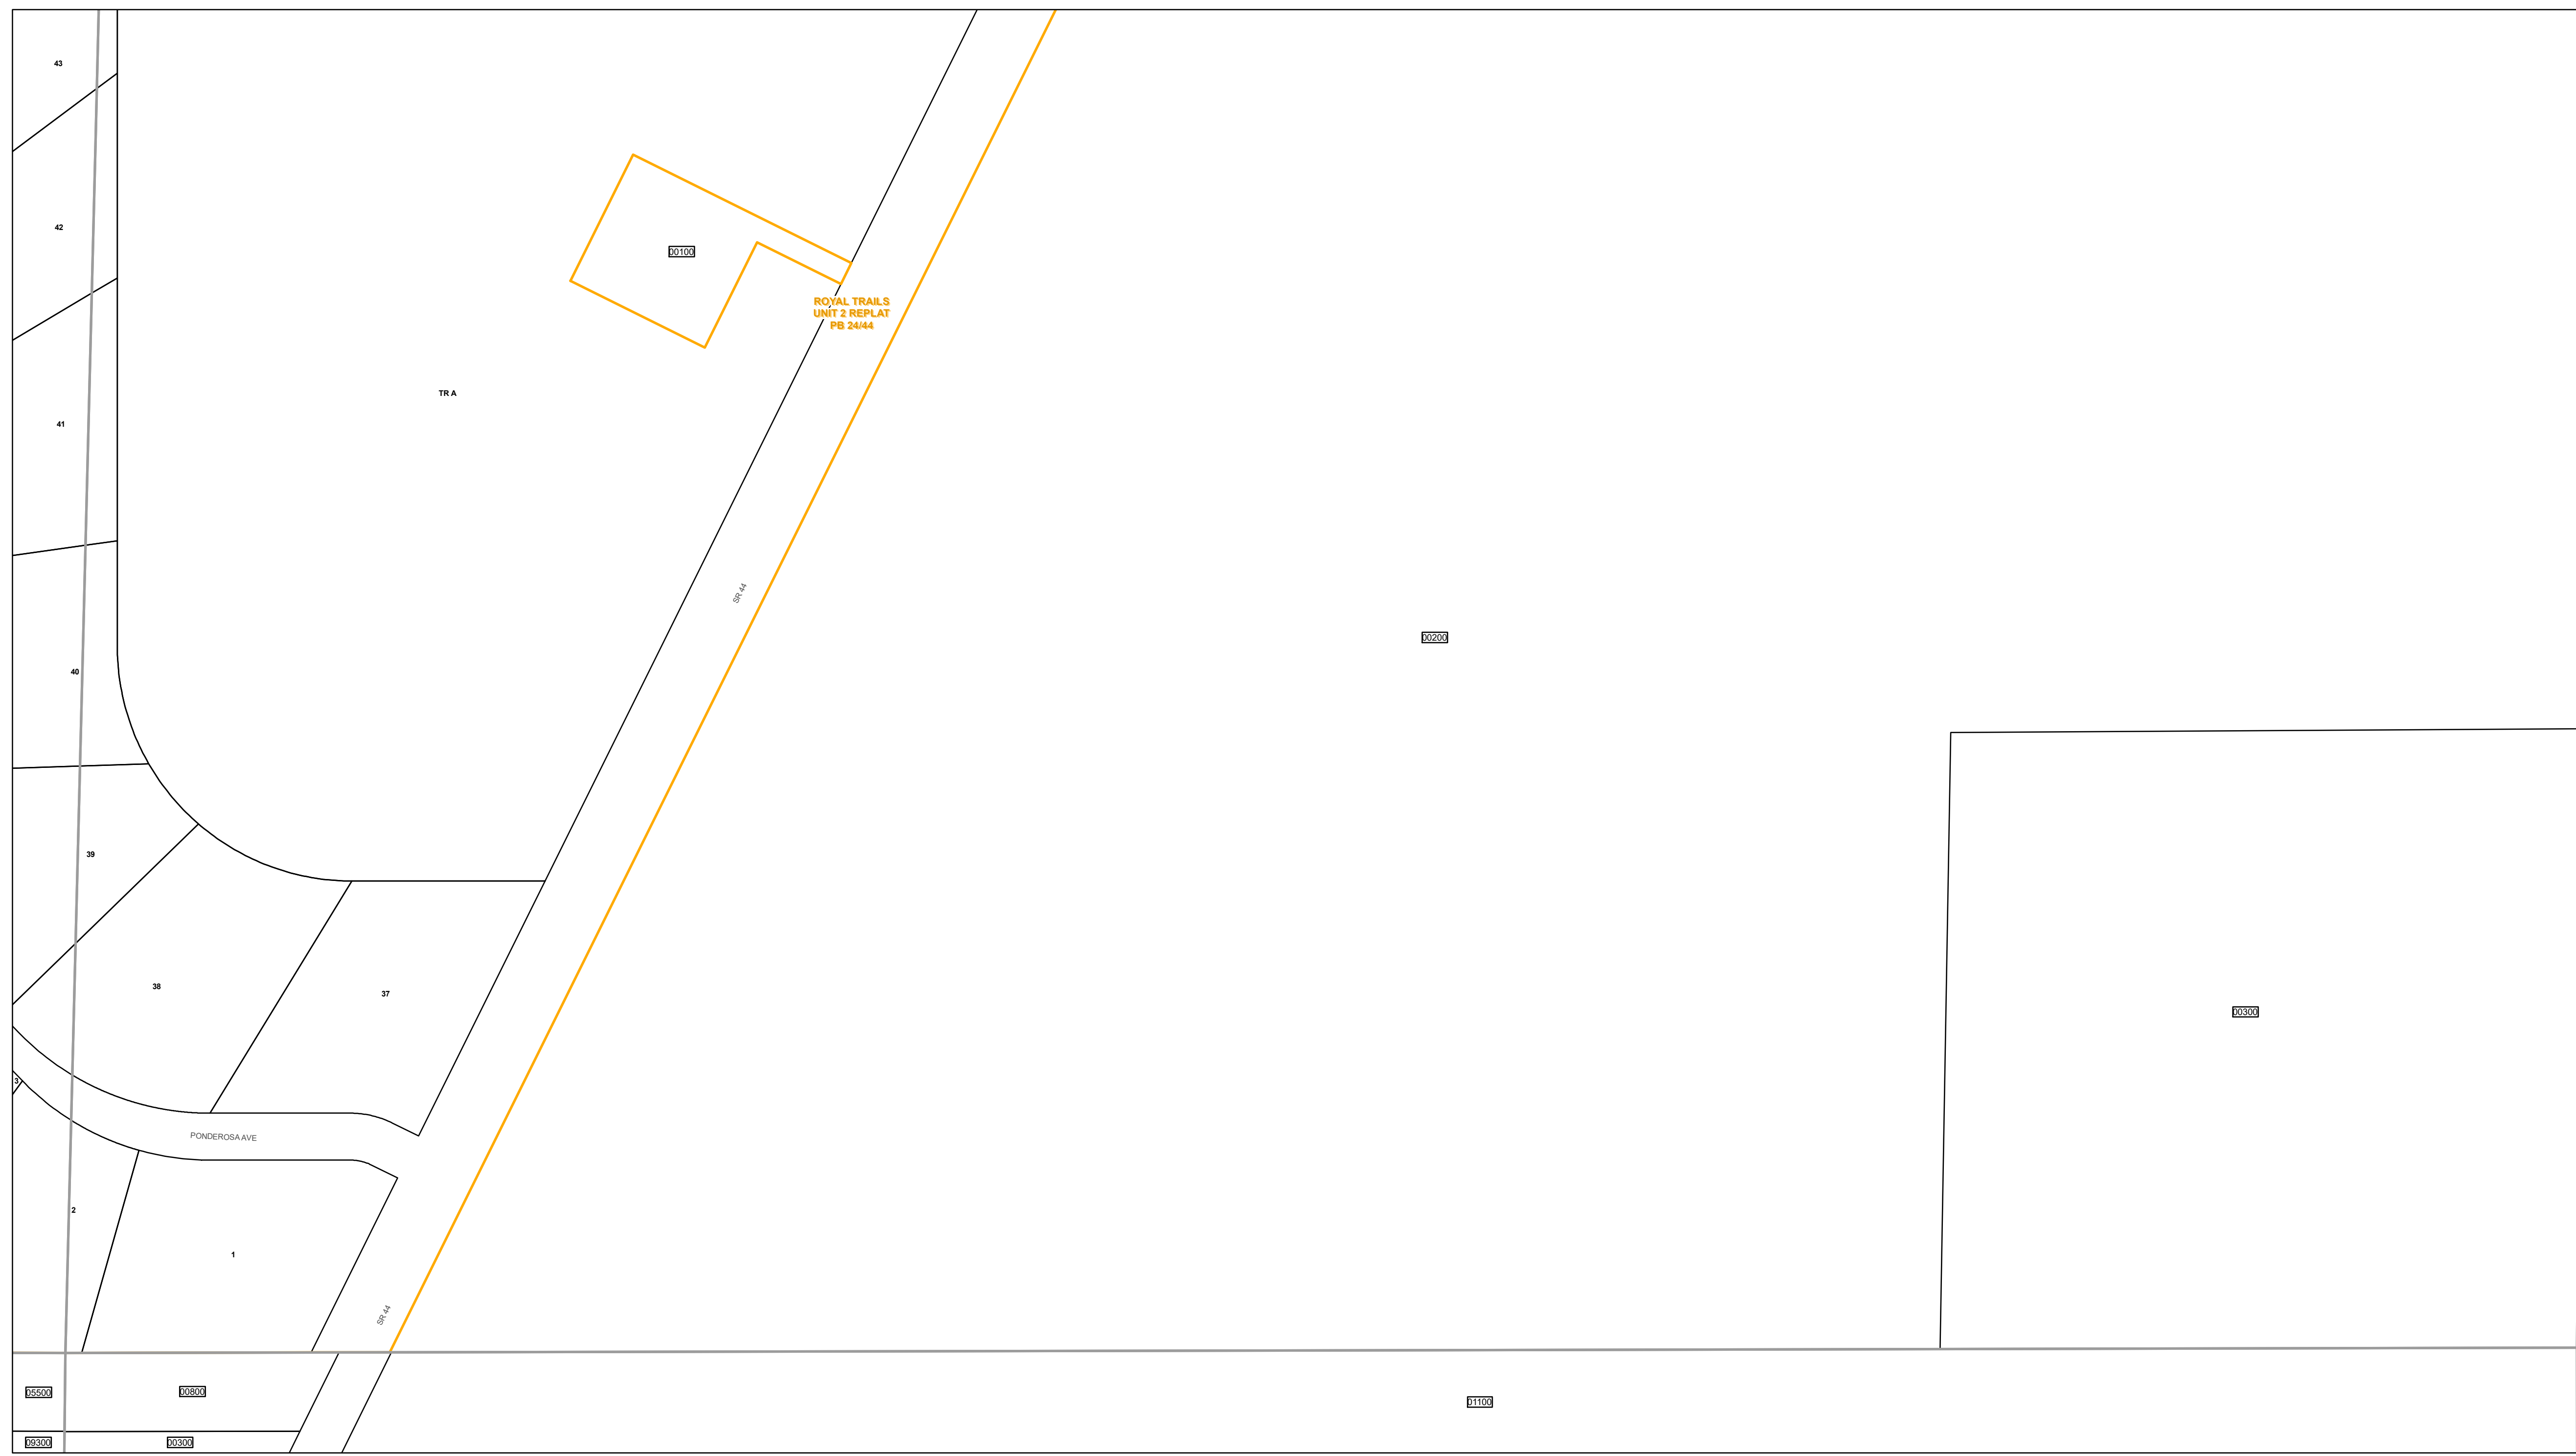 43
42
00100
ROYAL TRAILS
UNIT 2 REPLAT
PB 24/44
TR A
41
SR 44
00200
40
39
38
37
00300
3
PONDEROSA AVE
2
1
SR 44
05500
00800
01100
09300
00300